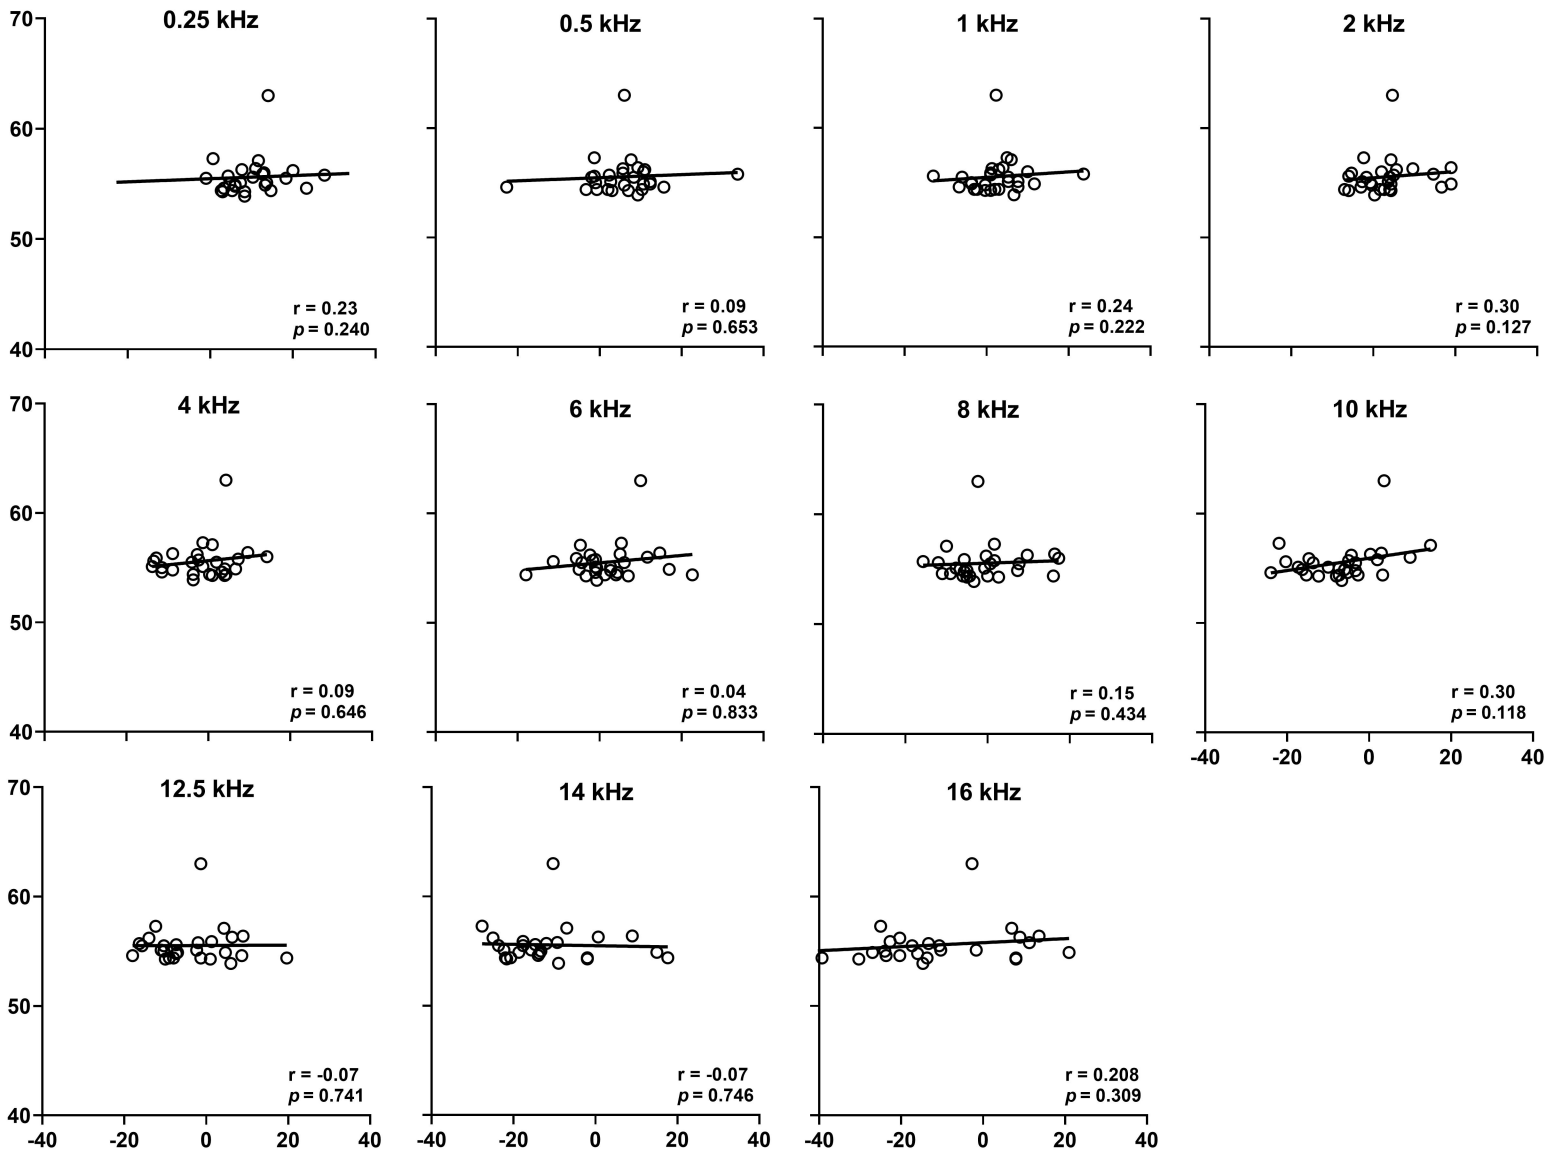 0.25 kHz
0.5 kHz
1 kHz
2 kHz
70
60
50
40
r = 0.23
p = 0.240
r = 0.09
p = 0.653
r = 0.24
p = 0.222
r = 0.30
p = 0.127
4 kHz
6 kHz
8 kHz
10 kHz
70
60
50
40
r = 0.09
p = 0.646
r = 0.04
p = 0.833
r = 0.15
p = 0.434
r = 0.30
p = 0.118
-40 -20 0 20 40
12.5 kHz
14 kHz
16 kHz
70
60
50
40
r = -0.07
p = 0.741
r = -0.07
p = 0.746
r = 0.208
p = 0.309
-40 -20 0 20 40
-40 -20 0 20 40
-40 -20 0 20 40